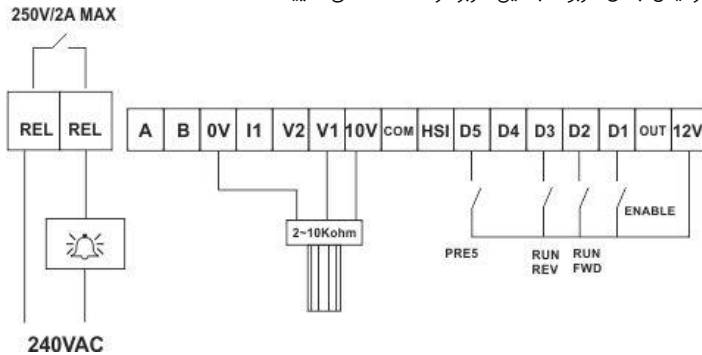 250V/2A MAX
REL REL A B 0V I1 V2 V1 10V COM HSI D5 D4 D3 D2 D1 OUT 12V
ENABLE
2~10Kohm
PRE5 RUN REV RUN FWD
240VAC